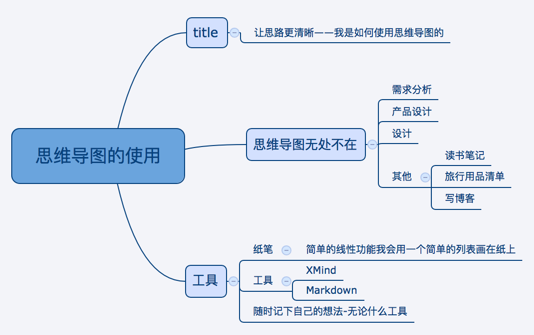 title
让思路更清晰——我是如何使用思维导图的
思维导图的使用
思维导图无处不在
需求分析
产品设计
设计
其他
读书笔记
旅行用品清单
写博客
工具
纸笔
简单的线性功能我会用一个简单的列表画在纸上
工具
XMind
Markdown
随时记下自己的想法-无论什么工具